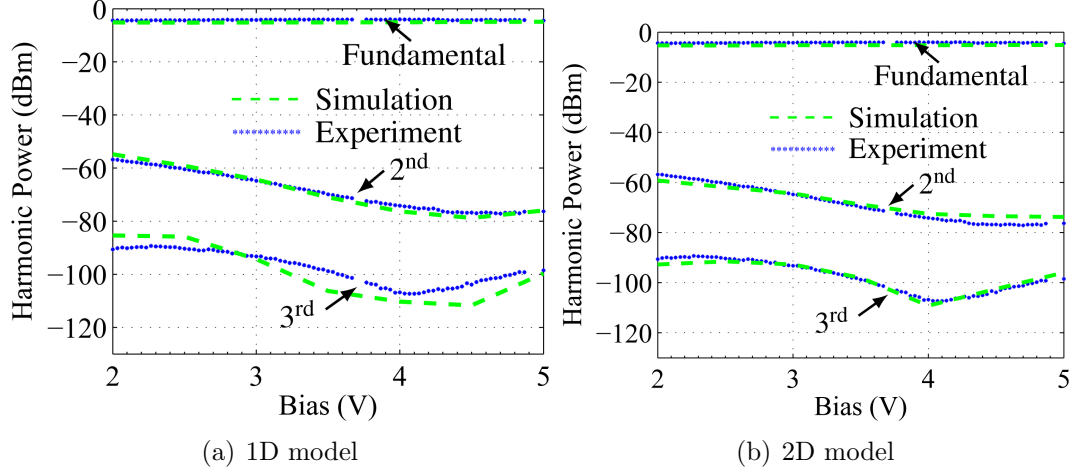 0
−20
−40
−60
−80
−100
−120
Harmonic Power (dBm)
Fundamental
Simulation
Experiment
2nd
3rd
2 3 4 5
Bias (V)
(a) 1D model
0
−20
−40
−60
−80
−100
−120
Harmonic Power (dBm)
Fundamental
Simulation
Experiment
2nd
3rd
2 3 4 5
Bias (V)
(b) 2D model